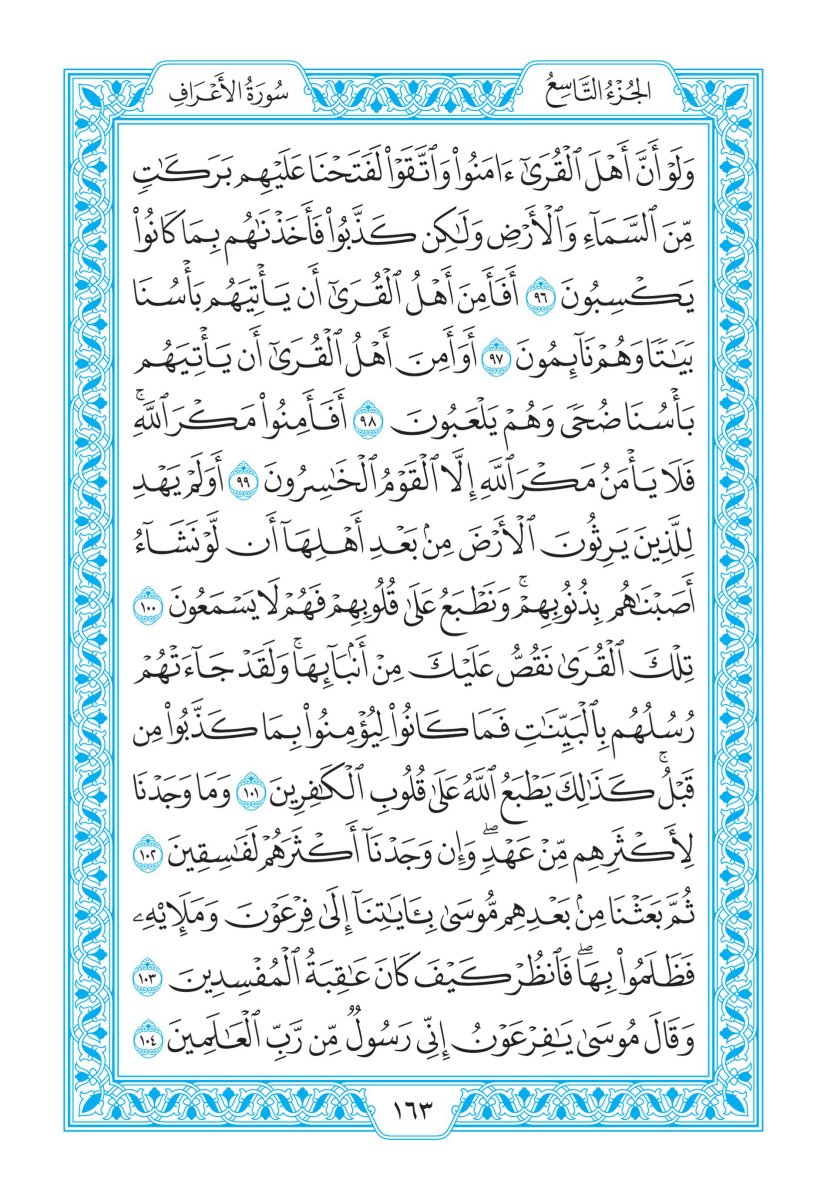 الجُزْءُ التَّاسِعُ
سُورَةُ الأَعْرَافِ
وَلَوْ أَنَّ أَهْلَ ٱلْقُرَىٰٓ ءَامَنُوا۟ وَٱتَّقَوْا۟ لَفَتَحْنَا عَلَيْهِم بَرَكَٰتٍ
مِّنَ ٱلسَّمَآءِ وَٱلْأَرْضِ وَلَٰكِن كَذَّبُوا۟ فَأَخَذْنَٰهُم بِمَا كَانُوا۟
يَكْسِبُونَ ٩٦ أَفَأَمِنَ أَهْلُ ٱلْقُرَىٰٓ أَن يَأْتِيَهُم بَأْسُنَا
بَيَٰتًا وَهُمْ نَآئِمُونَ ٩٧ أَوَأَمِنَ أَهْلُ ٱلْقُرَىٰٓ أَن يَأْتِيَهُم
بَأْسُنَا ضُحًى وَهُمْ يَلْعَبُونَ ٩٨ أَفَأَمِنُوا۟ مَكْرَ ٱللَّهِ ۚ
فَلَا يَأْمَنُ مَكْرَ ٱللَّهِ إِلَّا ٱلْقَوْمُ ٱلْخَٰسِرُونَ ٩٩ أَوَلَمْ يَهْدِ
لِلَّذِينَ يَرِثُونَ ٱلْأَرْضَ مِنۢ بَعْدِ أَهْلِهَآ أَن لَّوْ نَشَآءُ
أَصَبْنَٰهُم بِذُنُوبِهِمْ ۚ وَنَطْبَعُ عَلَىٰ قُلُوبِهِمْ فَهُمْ لَا يَسْمَعُونَ ١٠٠
تِلْكَ ٱلْقُرَىٰ نَقُصُّ عَلَيْكَ مِنْ أَنۢبَآئِهَا ۚ وَلَقَدْ جَآءَتْهُمْ
رُسُلُهُم بِٱلْبَيِّنَٰتِ فَمَا كَانُوا۟ لِيُؤْمِنُوا۟ بِمَا كَذَّبُوا۟ مِن
قَبْلُ ۚ كَذَٰلِكَ يَطْبَعُ ٱللَّهُ عَلَىٰ قُلُوبِ ٱلْكَٰفِرِينَ ١٠١ وَمَا وَجَدْنَا
لِأَكْثَرِهِم مِّنْ عَهْدٍ ۖ وَإِن وَجَدْنَآ أَكْثَرَهُمْ لَفَٰسِقِينَ ١٠٢
ثُمَّ بَعَثْنَا مِنۢ بَعْدِهِم مُّوسَىٰ بِـَٔايَٰتِنَآ إِلَىٰ فِرْعَوْنَ وَمَلَإِي۟هِۦ
فَظَلَمُوا۟ بِهَا ۖ فَٱنظُرْ كَيْفَ كَانَ عَٰقِبَةُ ٱلْمُفْسِدِينَ ١٠٣
وَقَالَ مُوسَىٰ يَٰفِرْعَوْنُ إِنِّى رَسُولٌ مِّن رَّبِّ ٱلْعَٰلَمِينَ ١٠٤
١٦٣